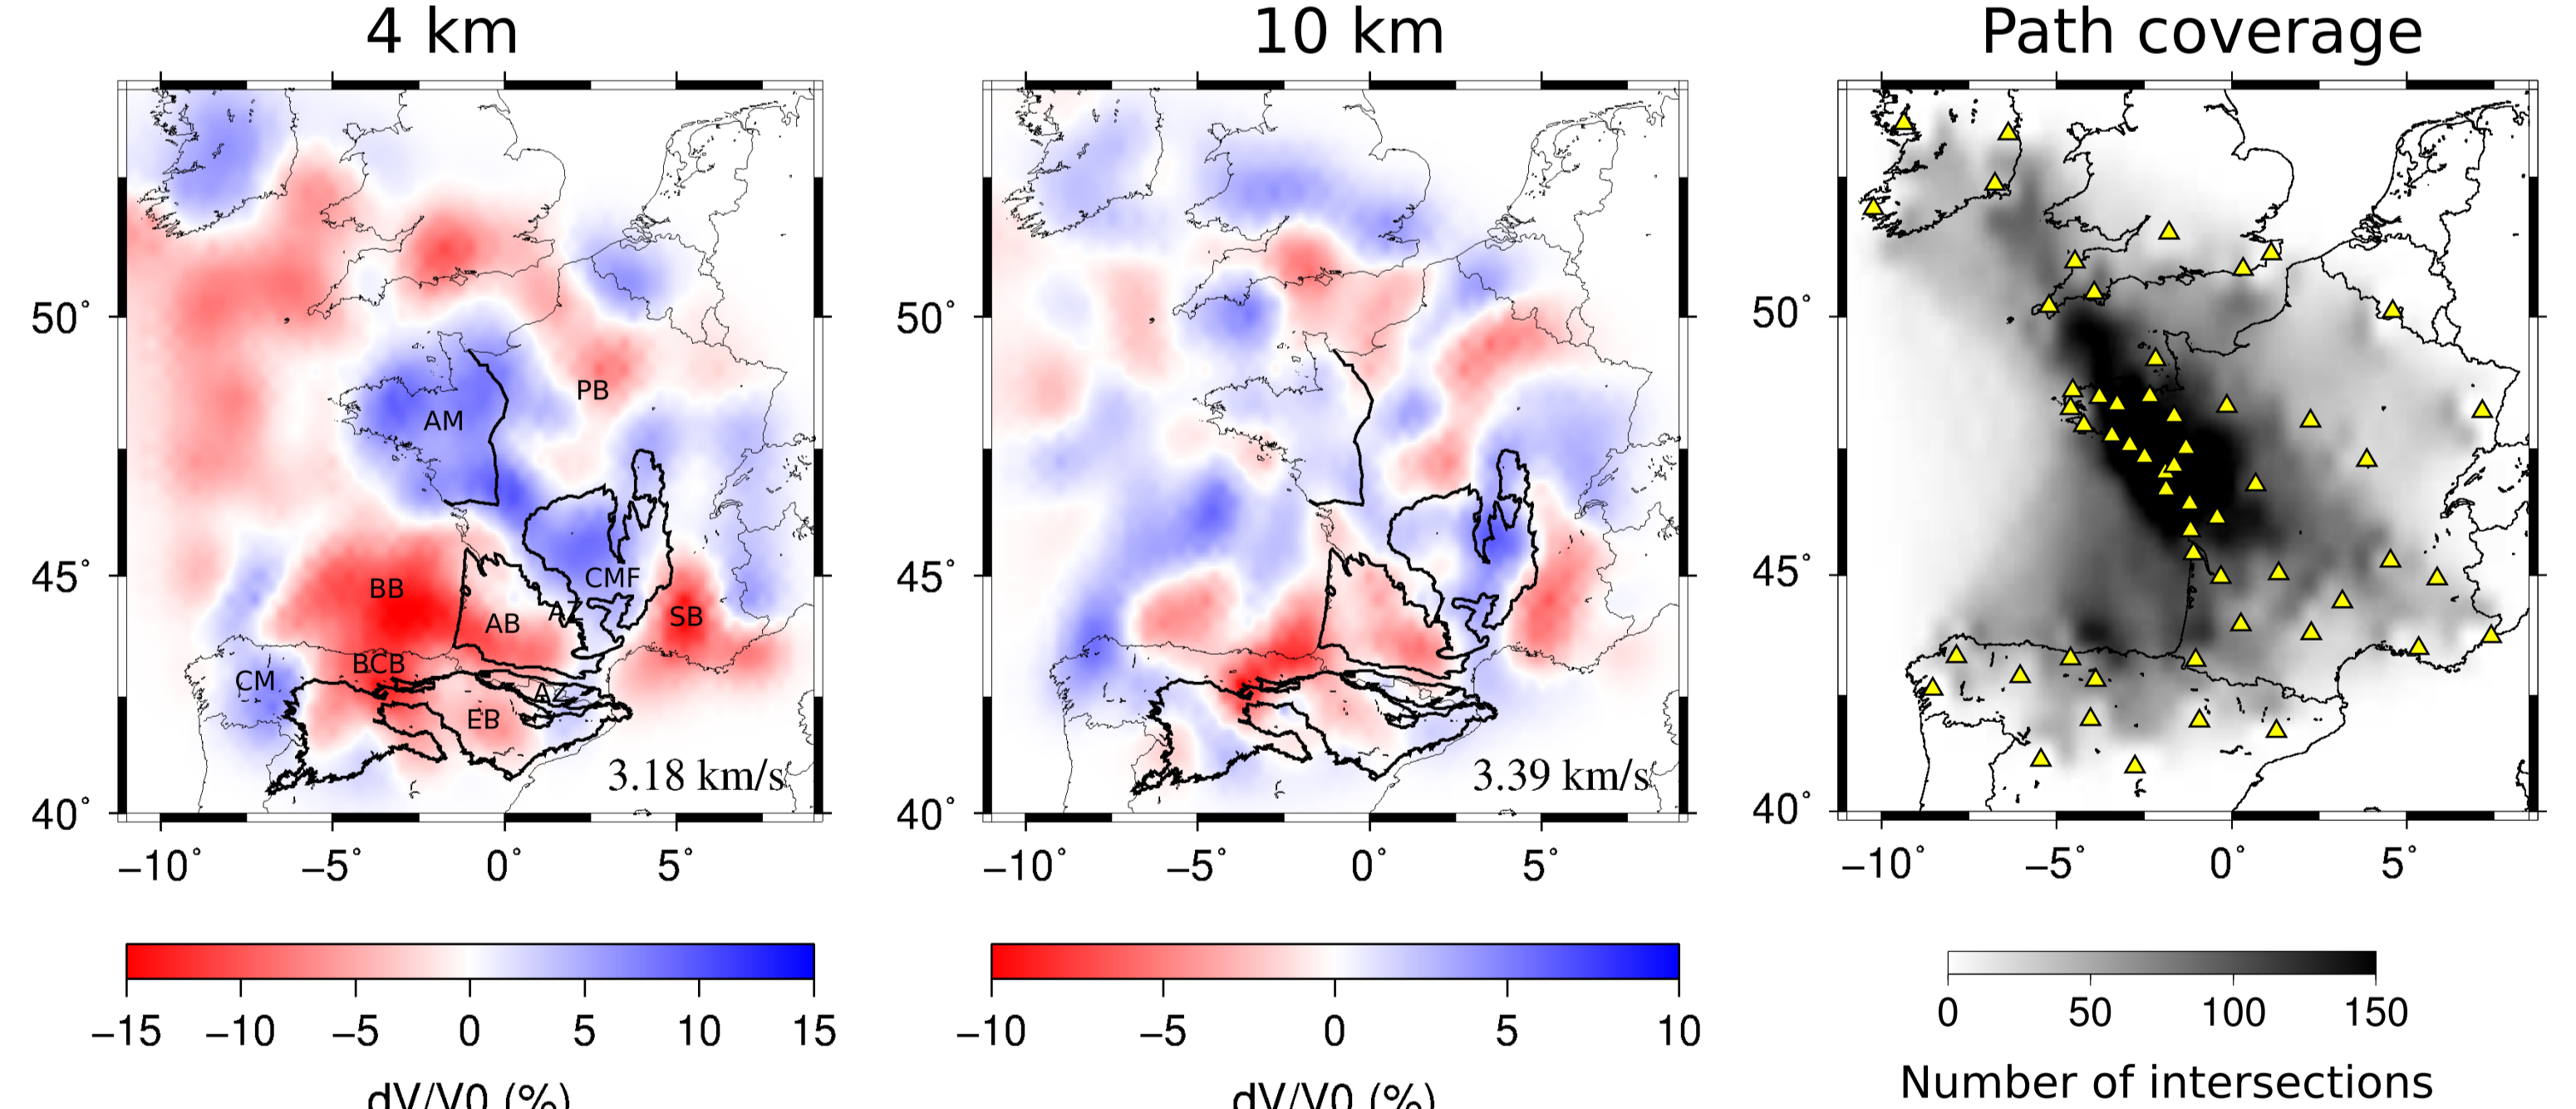 4 km
10 km
Path coverage
50°
45°
40°
−10°
−5°
0°
5°
AM
PB
BB
CMF
AZ
AB
SB
BCB
CM
AZ
EB
3.18 km/s
50°
45°
40°
−10°
−5°
0°
5°
3.39 km/s
50°
45°
40°
−10°
−5°
0°
5°
−15 −10 −5 0 5 10 15
dV/V0 (%)
−10 −5 0 5 10
dV/V0 (%)
0 50 100 150
Number of intersections